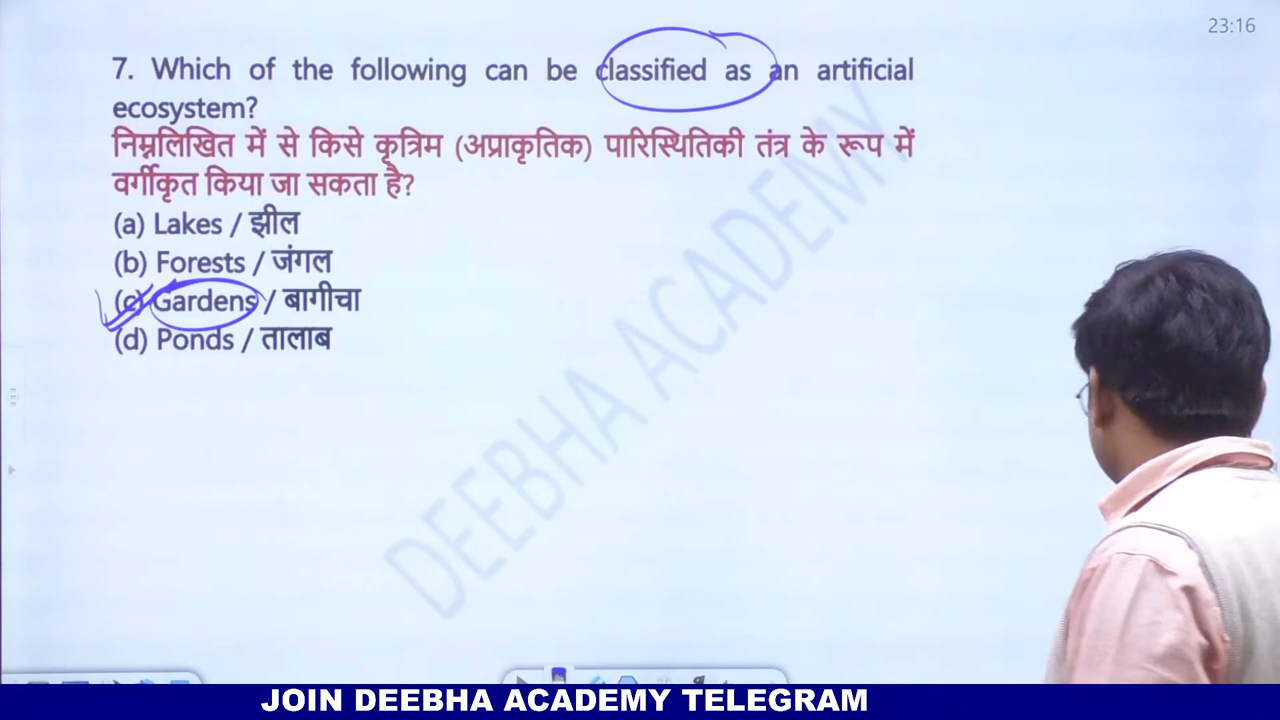 23:16
7. Which of the following can be classified as an artificial
ecosystem?
निम्नलिखित में से किसे कृत्रिम (अप्राकृतिक) पारिस्थितिकी तंत्र के रूप में
वर्गीकृत किया जा सकता है?
(a) Lakes / झील
(b) Forests / जंगल
(c) Gardens / बागीचा
(d) Ponds / तालाब
DEEBHA ACADEMY
JOIN DEEBHA ACADEMY TELEGRAM